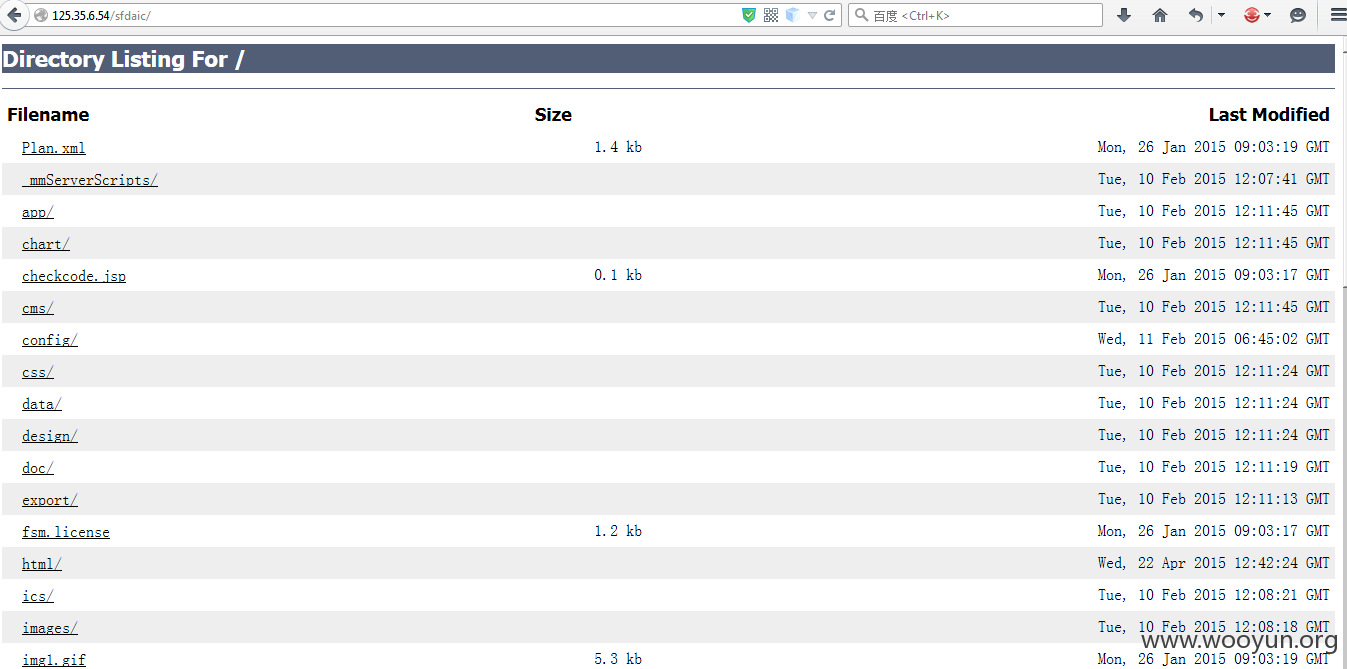 125.35.6.54/sfdaic/
百度 <Ctrl+K>
Directory Listing For /
Filename Size Last Modified
Plan.xml 1.4 kb Mon, 26 Jan 2015 09:03:19 GMT
_mmServerScripts/ Tue, 10 Feb 2015 12:07:41 GMT
app/ Tue, 10 Feb 2015 12:11:45 GMT
chart/ Tue, 10 Feb 2015 12:11:45 GMT
checkcode.jsp 0.1 kb Mon, 26 Jan 2015 09:03:17 GMT
cms/ Tue, 10 Feb 2015 12:11:45 GMT
config/ Wed, 11 Feb 2015 06:45:02 GMT
css/ Tue, 10 Feb 2015 12:11:24 GMT
data/ Tue, 10 Feb 2015 12:11:24 GMT
design/ Tue, 10 Feb 2015 12:11:24 GMT
doc/ Tue, 10 Feb 2015 12:11:19 GMT
export/ Tue, 10 Feb 2015 12:11:13 GMT
fsm.license 1.2 kb Mon, 26 Jan 2015 09:03:17 GMT
html/ Wed, 22 Apr 2015 12:42:24 GMT
ics/ Tue, 10 Feb 2015 12:08:21 GMT
images/ Tue, 10 Feb 2015 12:08:18 GMT
www.wooyun.org
img1.gif 5.3 kb Mon, 26 Jan 2015 09:03:19 GMT